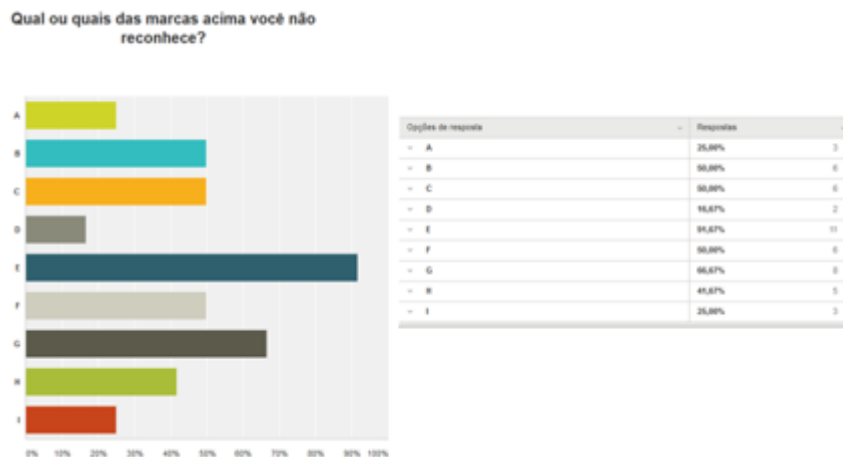 Qual ou quais das marcas acima você não
reconhece?
A
B
C
D
E
F
G
H
I
0% 10% 20% 30% 40% 50% 60% 70% 80% 90% 100%
Opções de resposta Respostas
A 25,00% 3
B 50,00% 6
C 50,00% 6
D 16,67% 2
E 91,67% 11
F 50,00% 6
G 66,67% 8
H 41,67% 5
I 25,00% 3